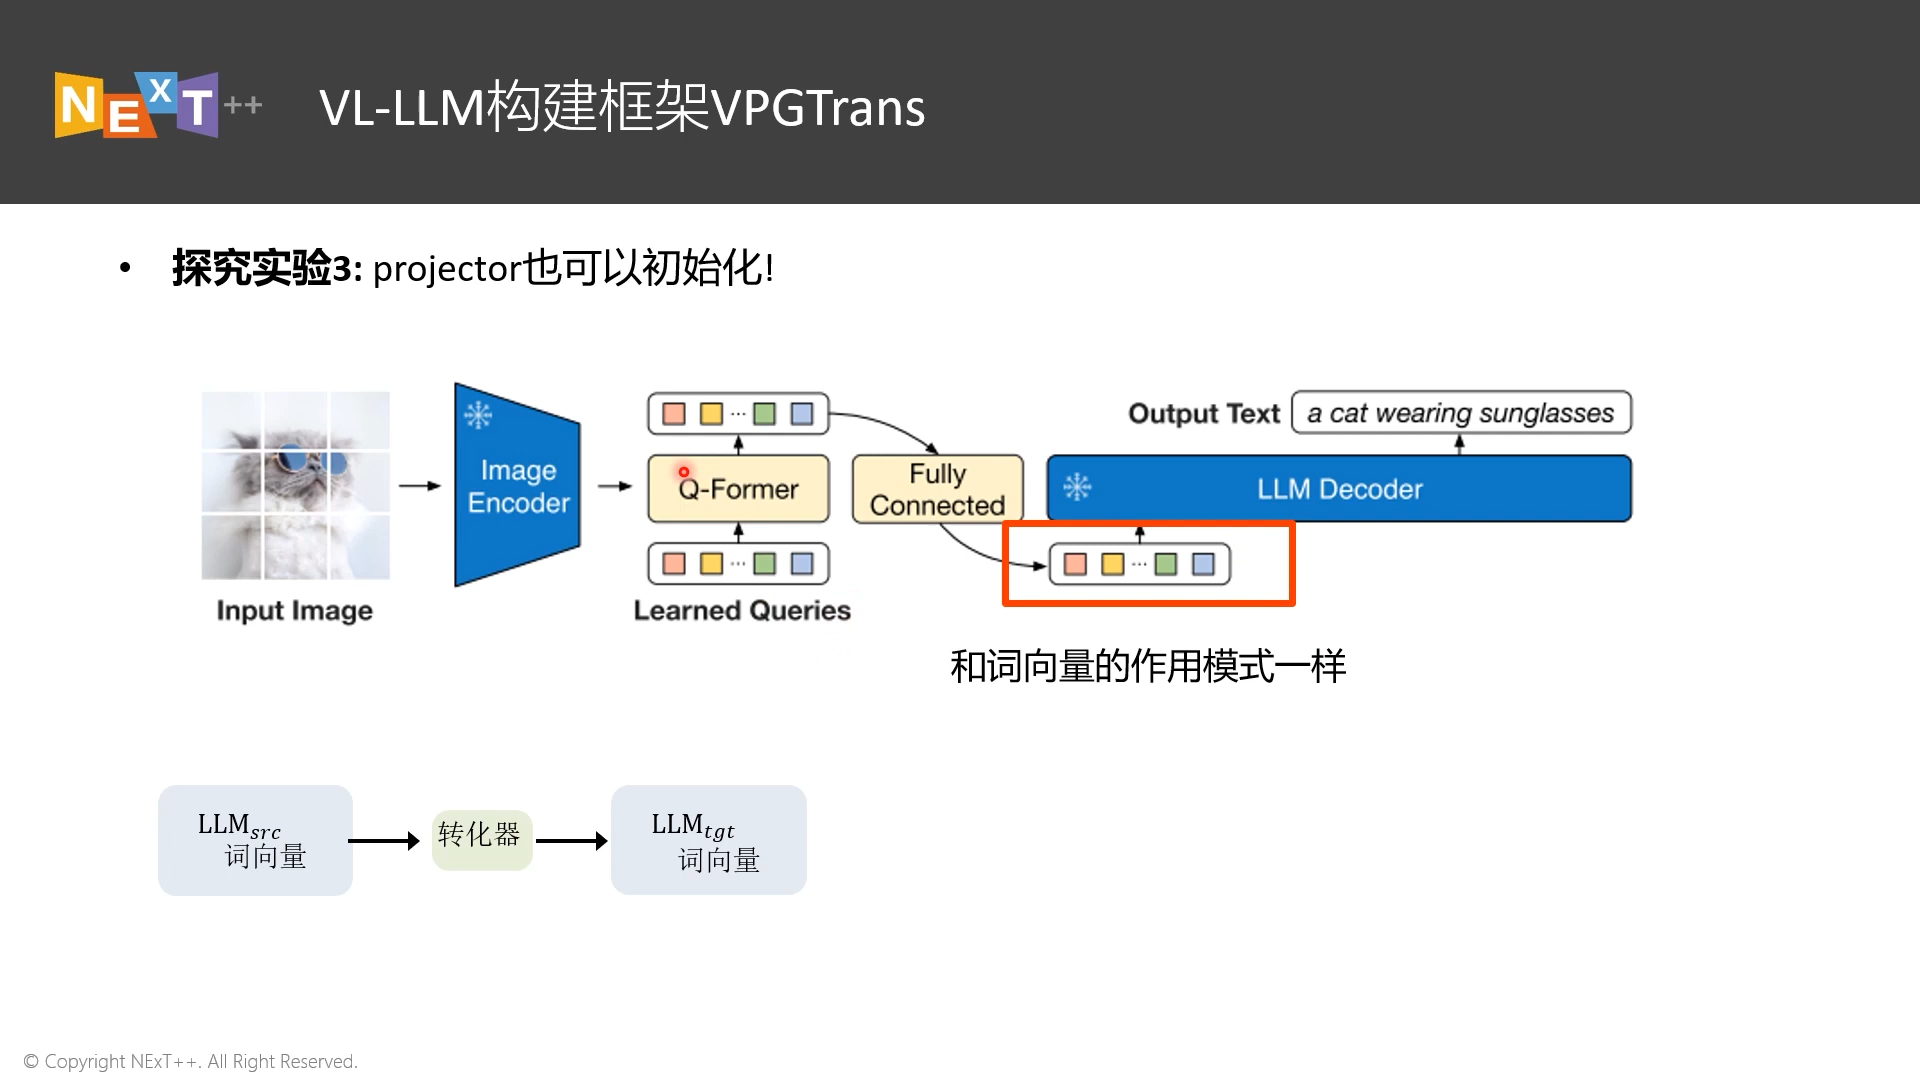 NExT++
VL-LLM构建框架VPGTrans
• 探究实验3: projector也可以初始化!
Input Image
Image
Encoder
Q-Former
Learned Queries
Fully
Connected
Output Text
a cat wearing sunglasses
LLM Decoder
和词向量的作用模式一样
LLMsrc
词向量
转化器
LLMtgt
词向量
© Copyright NExT++. All Right Reserved.